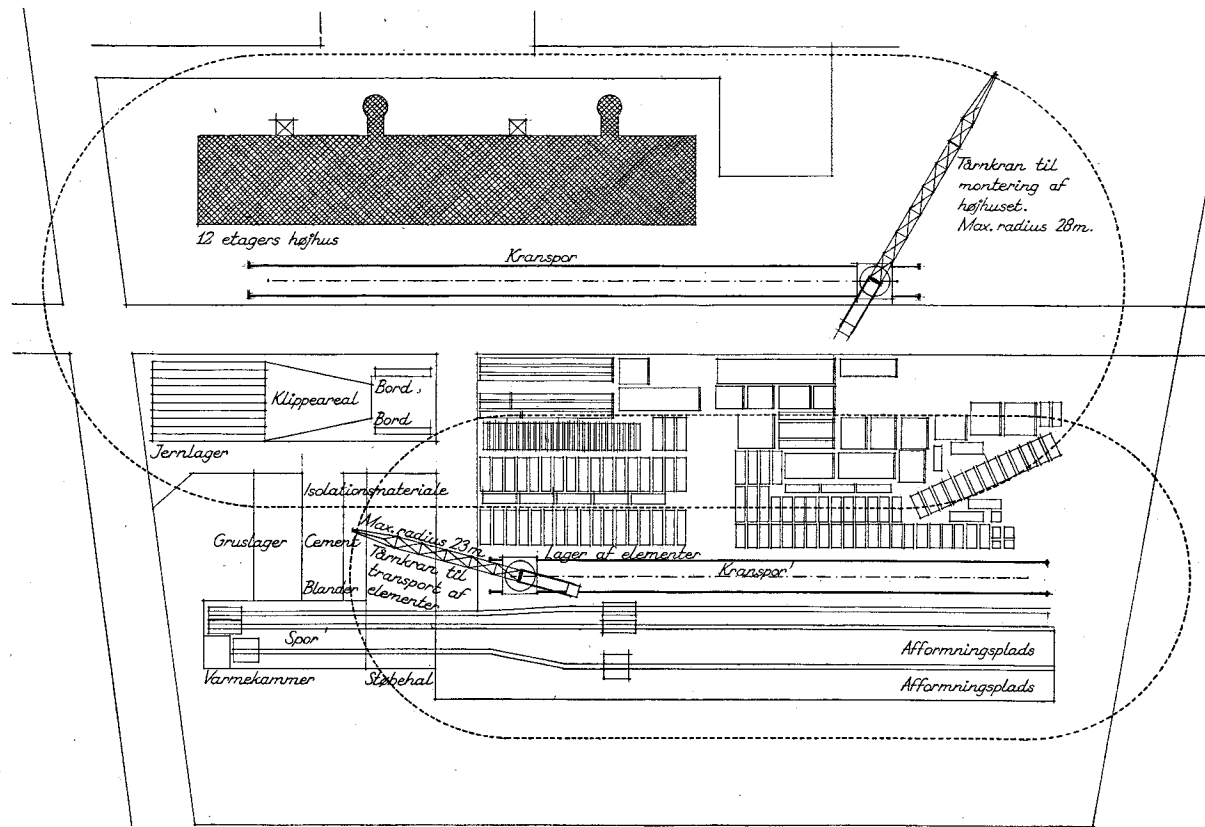 Tårnkran til
montering af
højhuset.
Max. radius 28m.
12 etagers højhus
Kranspor
Klippeareal
Bord,
Bord
Jernlager
Isolationsmateriale
Gruslager
Cement
Blander
Max. radius 23m.
Tårnkran til
transport af
elementer
Lager af elementer
Kranspor
Spor
Afformningsplads
Varmekammer
Støbehal
Afformningsplads